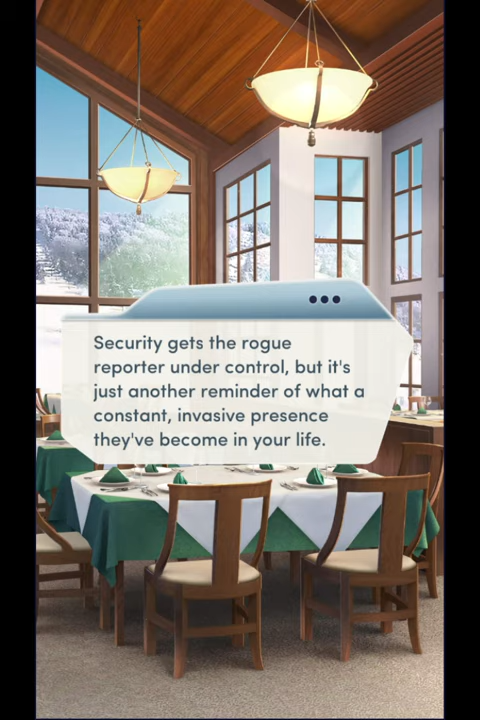 Security gets the rogue
reporter under control, but it's
just another reminder of what a
constant, invasive presence
they've become in your life.